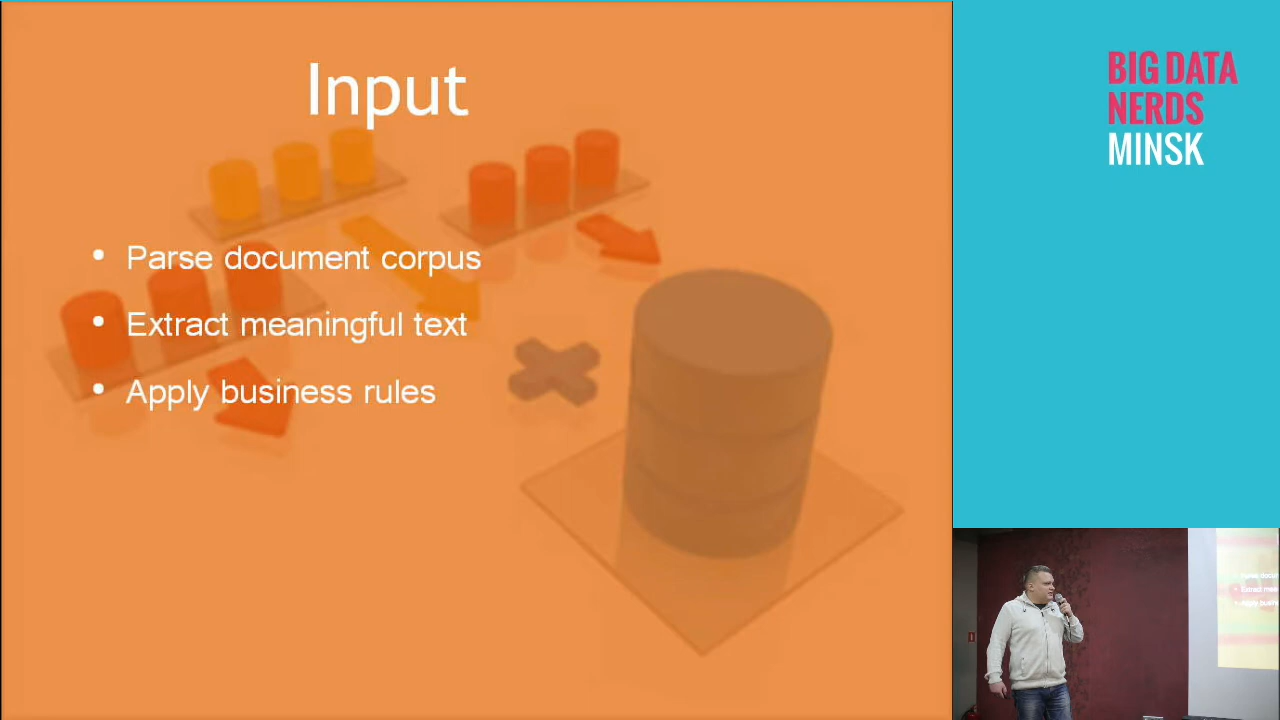 Input
• Parse document corpus
• Extract meaningful text
• Apply business rules
BIG DATA
NERDS
MINSK